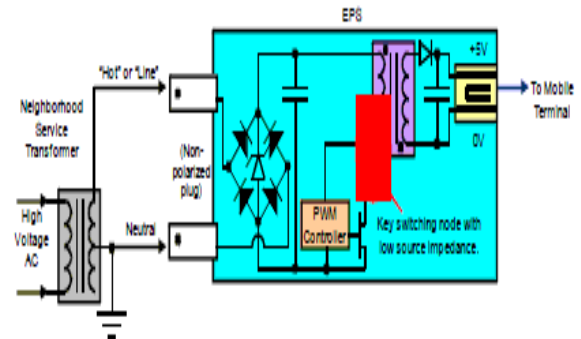 EPS
"Hot" or "Line"
+5V
To Mobile
Terminal
0V
Neighborhood
Service
Transformer
(Non-
polarized
plug)
High
Voltage
AC
Neutral
PWM
Controller
Key switching node with
low source impedance.